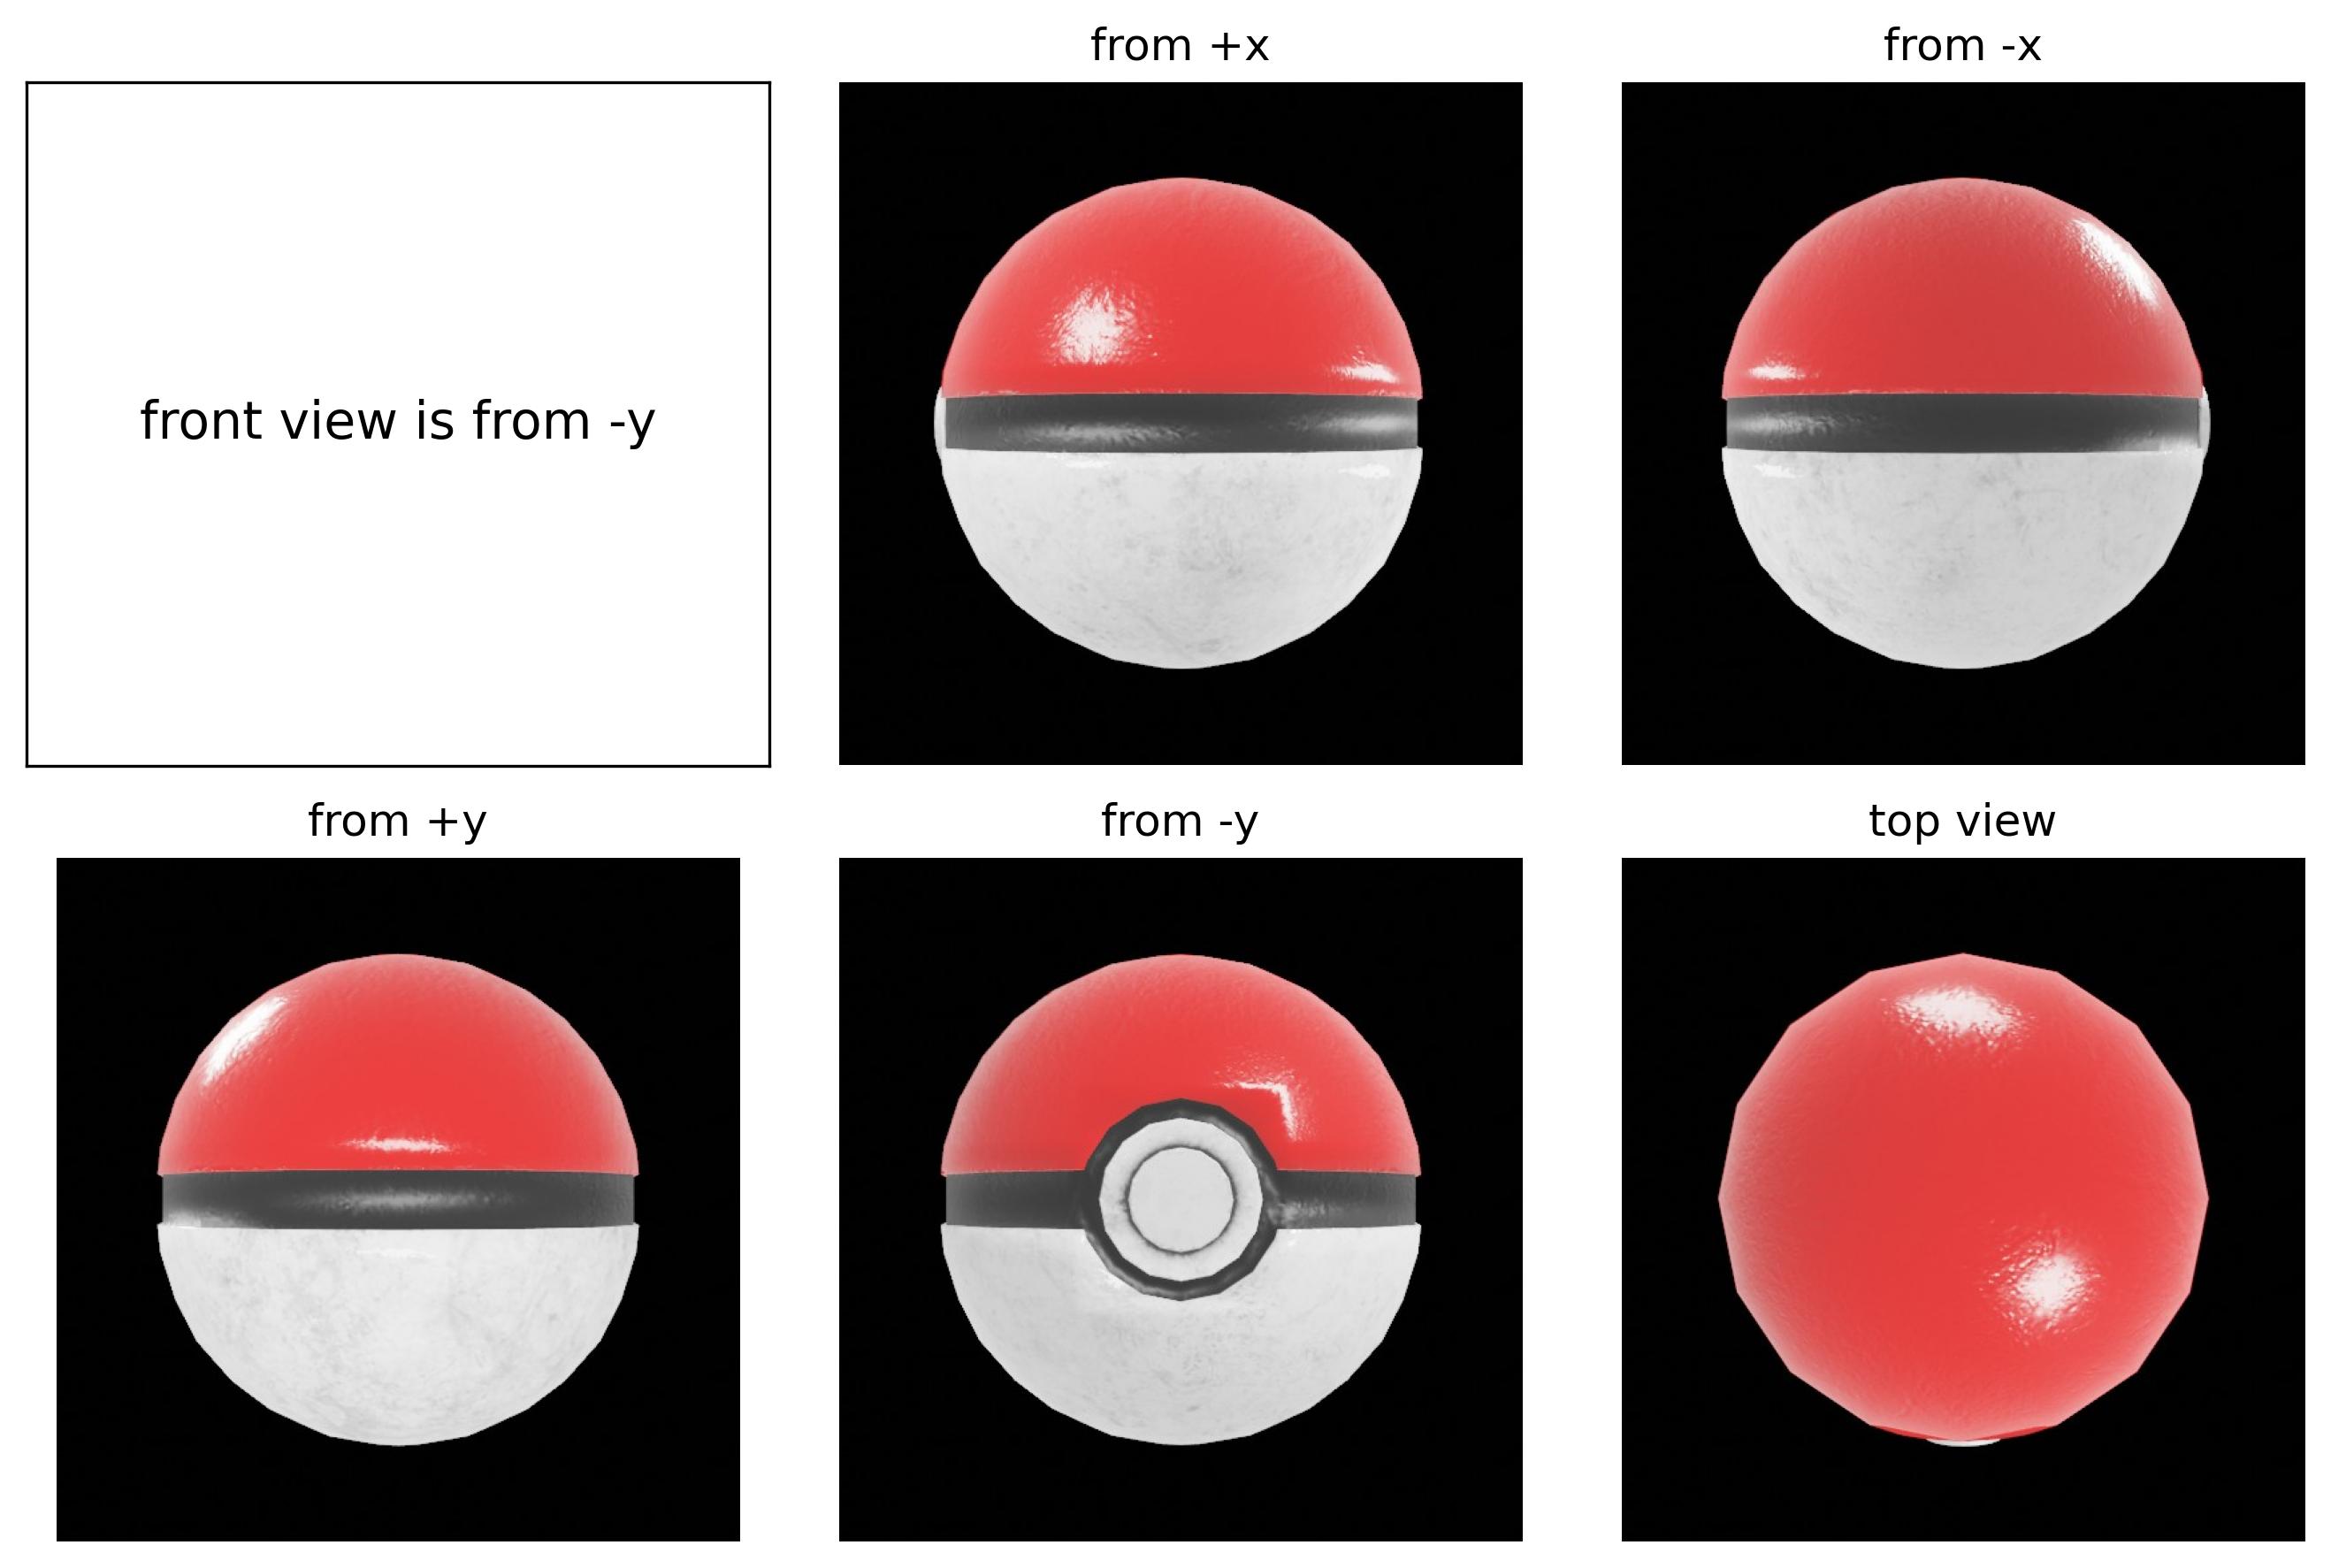 from +x
from -x
front view is from -y
from +y
from -y
top view